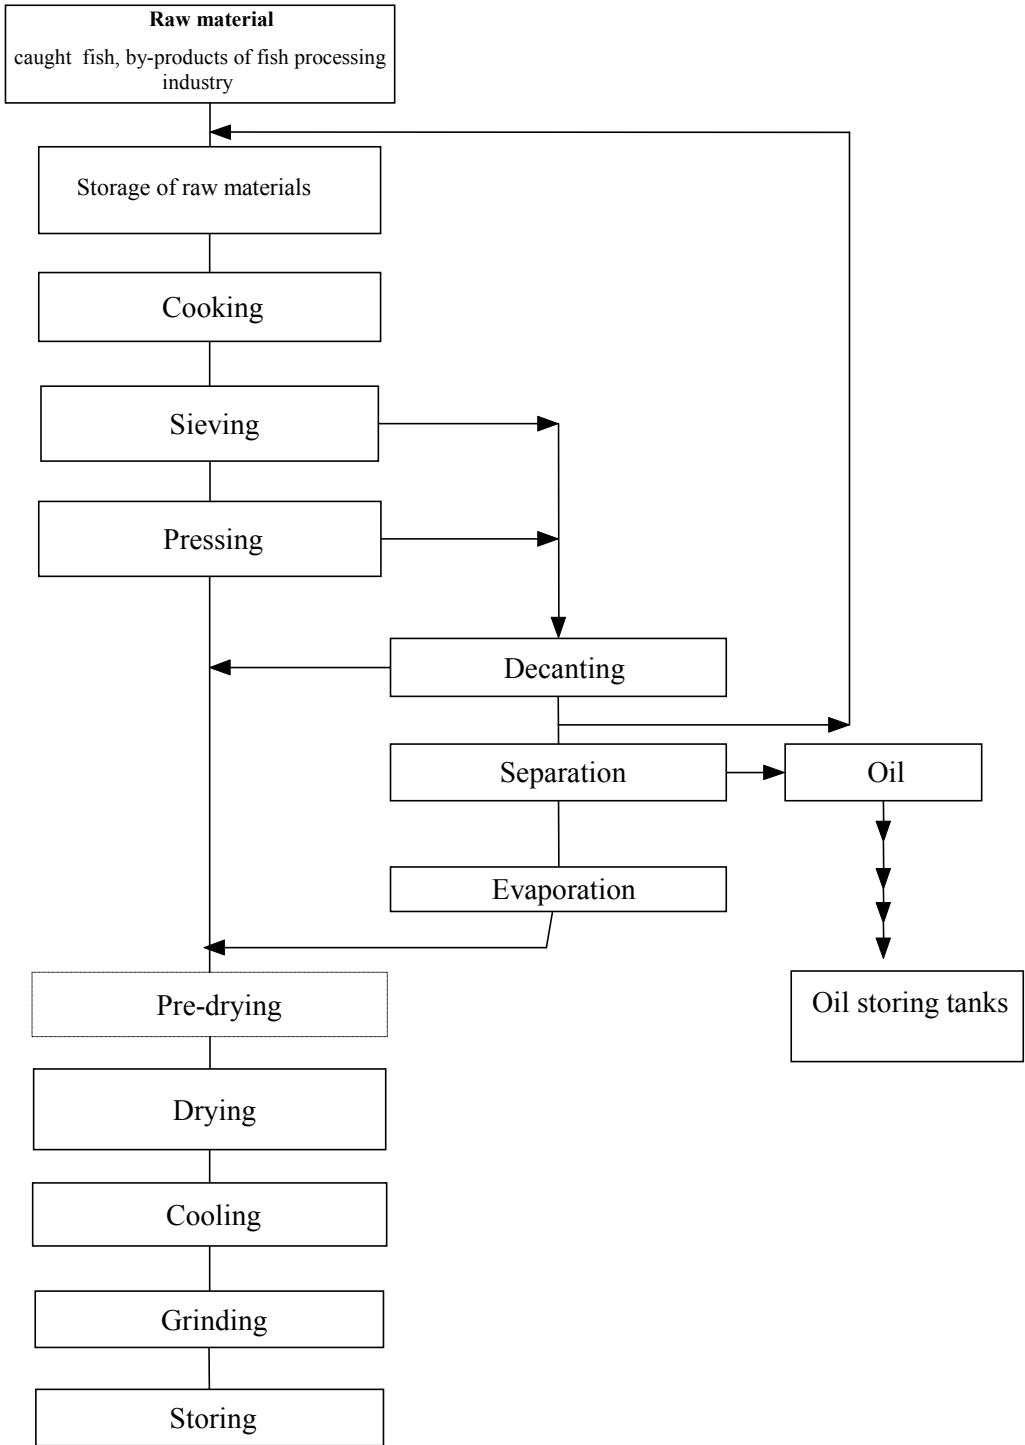 Raw material
caught fish, by-products of fish processing
industry
Storage of raw materials
Cooking
Sieving
Pressing
Decanting
Separation
Oil
Evaporation
Pre-drying
Oil storing tanks
Drying
Cooling
Grinding
Storing